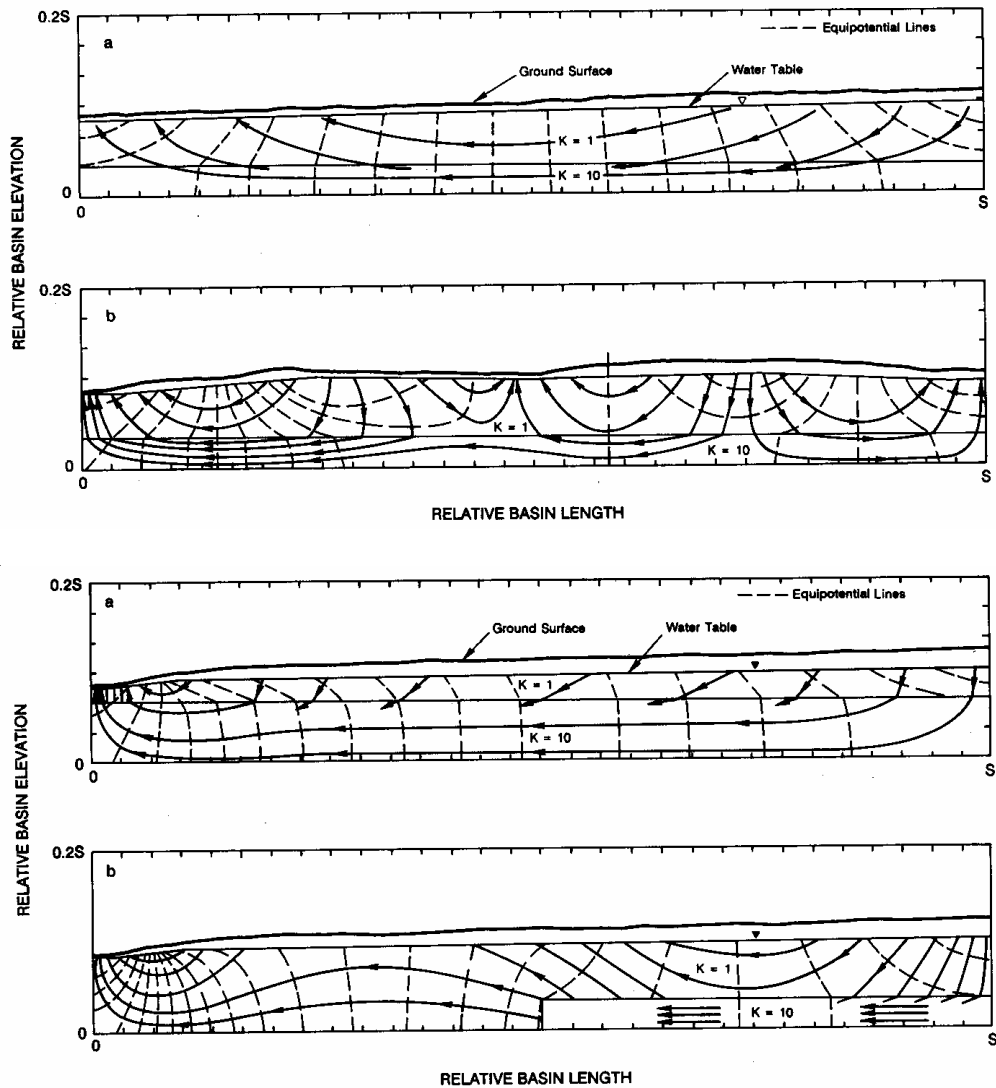 0.2S
a
Equipotential Lines
Ground Surface
Water Table
K = 1
K = 10
0
0
S
0.2S
b
K = 1
K = 10
0
0
S
RELATIVE BASIN ELEVATION
RELATIVE BASIN LENGTH
0.2S
a
Equipotential Lines
Ground Surface
Water Table
K = 1
K = 10
0
0
S
0.2S
b
K = 1
K = 10
0
0
S
RELATIVE BASIN ELEVATION
RELATIVE BASIN LENGTH